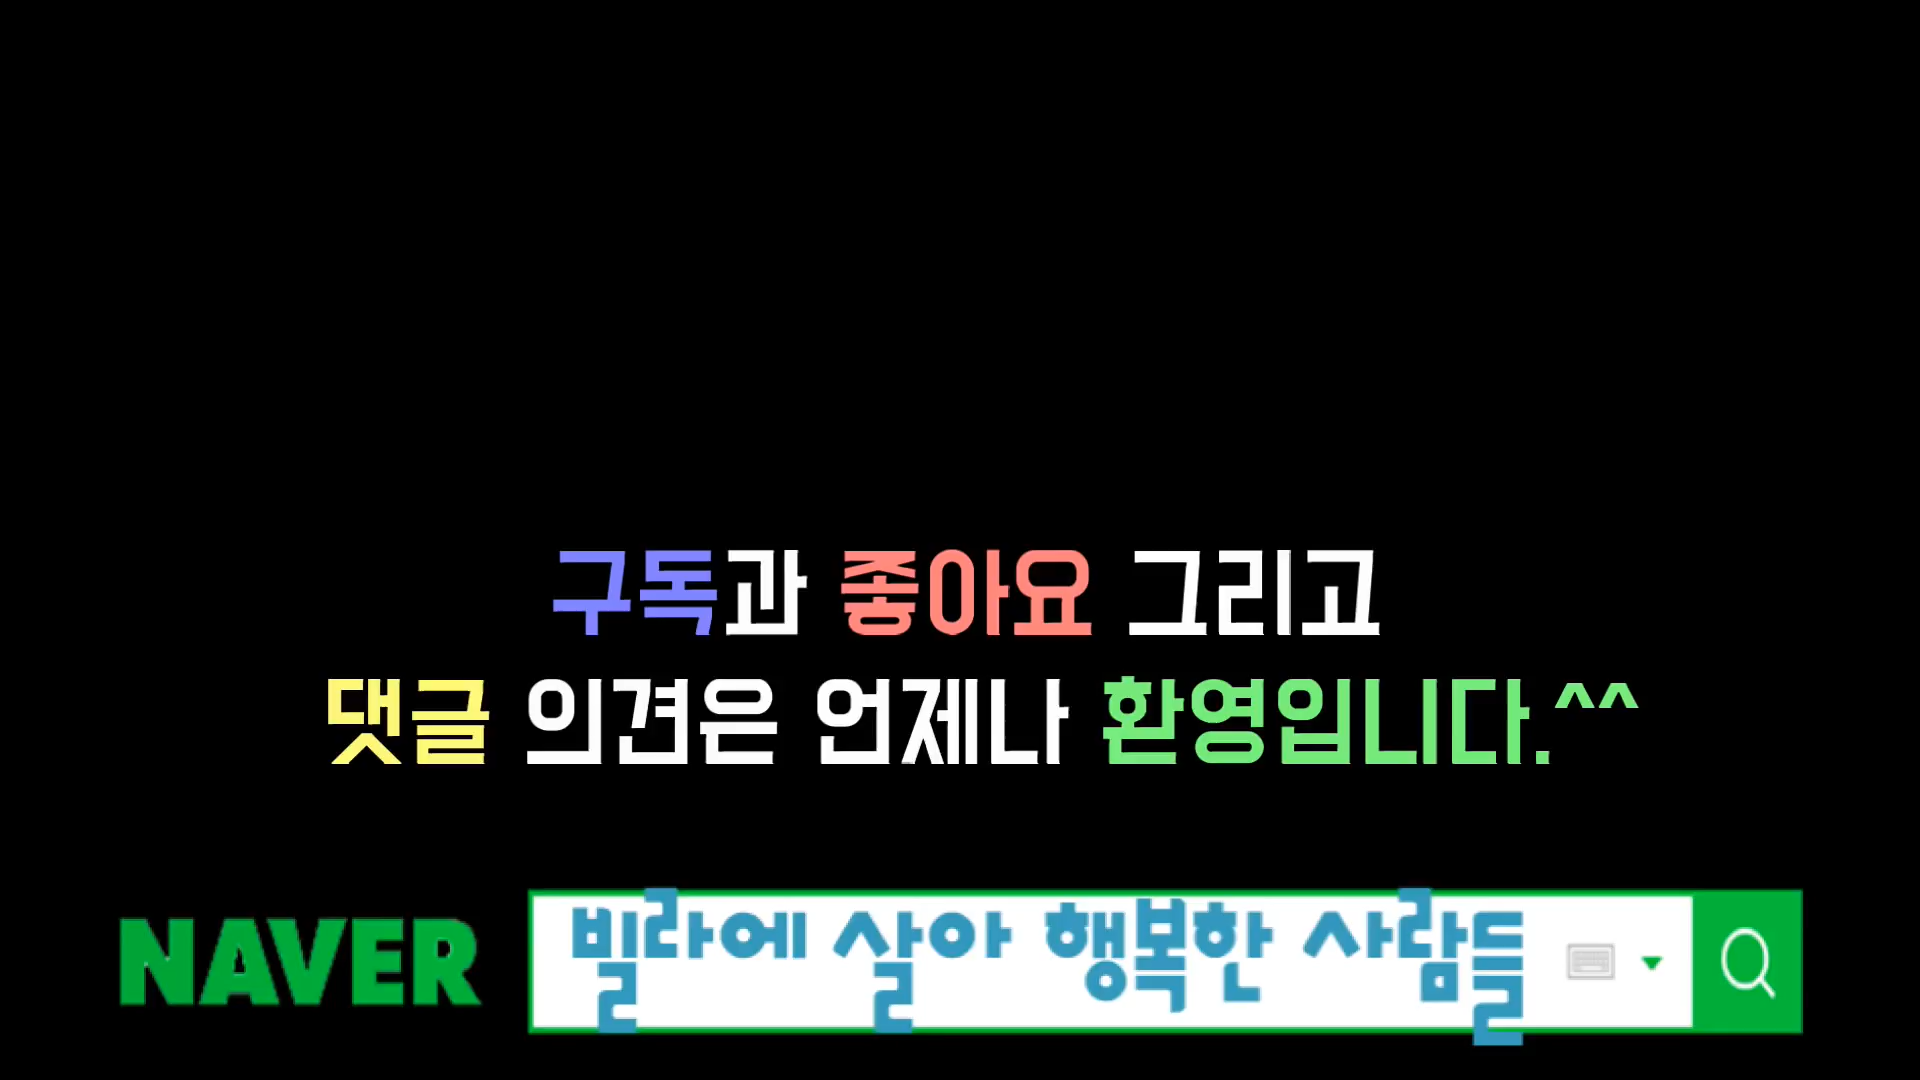 구독과 좋아요 그리고
댓글 의견은 언제나 환영입니다.^^
NAVER 빌라에 살아 행복한 사람들